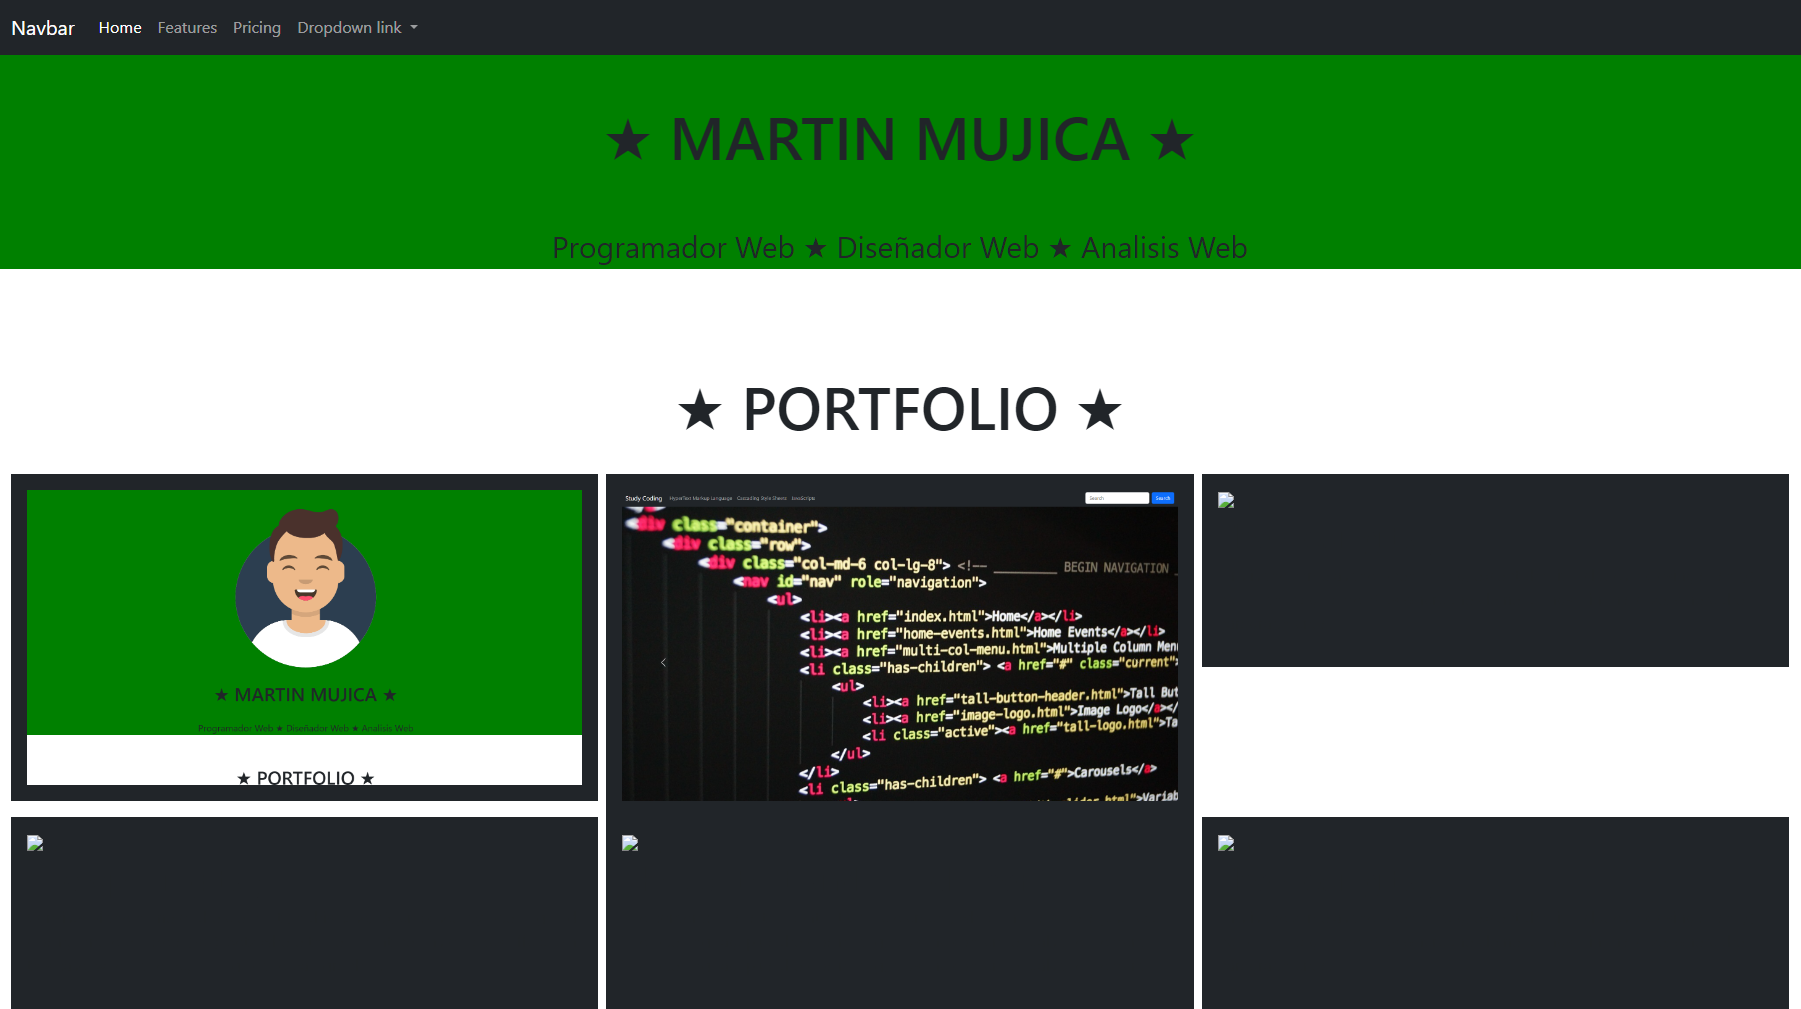 Navbar Home Features Pricing Dropdown link
★ MARTIN MUJICA ★
Programador Web ★ Diseñador Web ★ Analisis Web
★ PORTFOLIO ★
★ MARTIN MUJICA ★
Programador Web ★ Diseñador Web ★ Analisis Web
★ PORTFOLIO ★
Study Coding HyperText Markup Language Cascading Style Sheets JavaScripts Search Search
<div class="container">
<div class="row">
<div class="col-md-6 col-lg-8"> <!-- BEGIN NAVIGATION
<nav id="nav" role="navigation">
<ul>
<li><a href="index.html">Home</a></li>
<li><a href="home-events.html">Home Events</a></li>
<li><a href="multi-col-menu.html">Multiple Column Men
<li class="has-children"> <a href="#" class="current">
<ul>
<li><a href="tall-button-header.html">Tall But
<li><a href="image-logo.html">Image Logo</a></
<li class="active"><a href="tall-logo.html">Ta
</ul>
</li>
<li class="has-children"> <a href="#">Carousels</a>